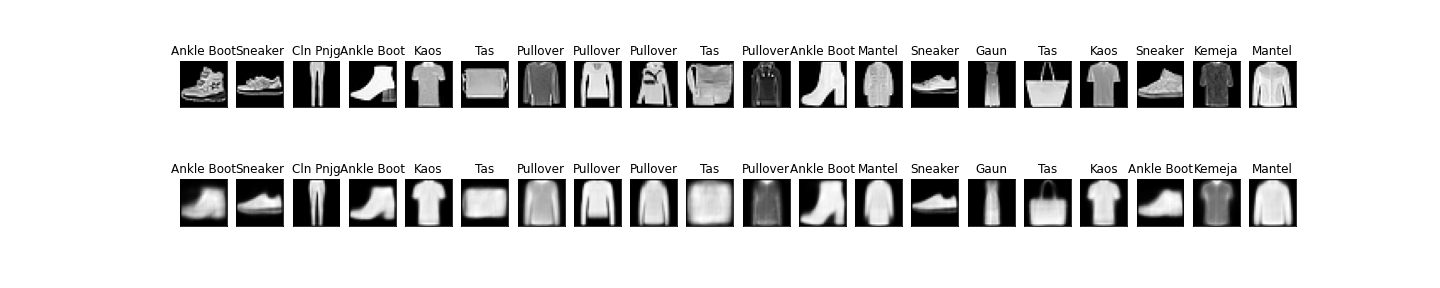 Ankle Boot Sneaker Cln Pnjg Ankle Boot Kaos Tas Pullover Pullover Pullover Tas Pullover Ankle Boot Mantel Sneaker Gaun Tas Kaos Sneaker Kemeja Mantel
Ankle Boot Sneaker Cln Pnjg Ankle Boot Kaos Tas Pullover Pullover Pullover Tas Pullover Ankle Boot Mantel Sneaker Gaun Tas Kaos Ankle Boot Kemeja Mantel